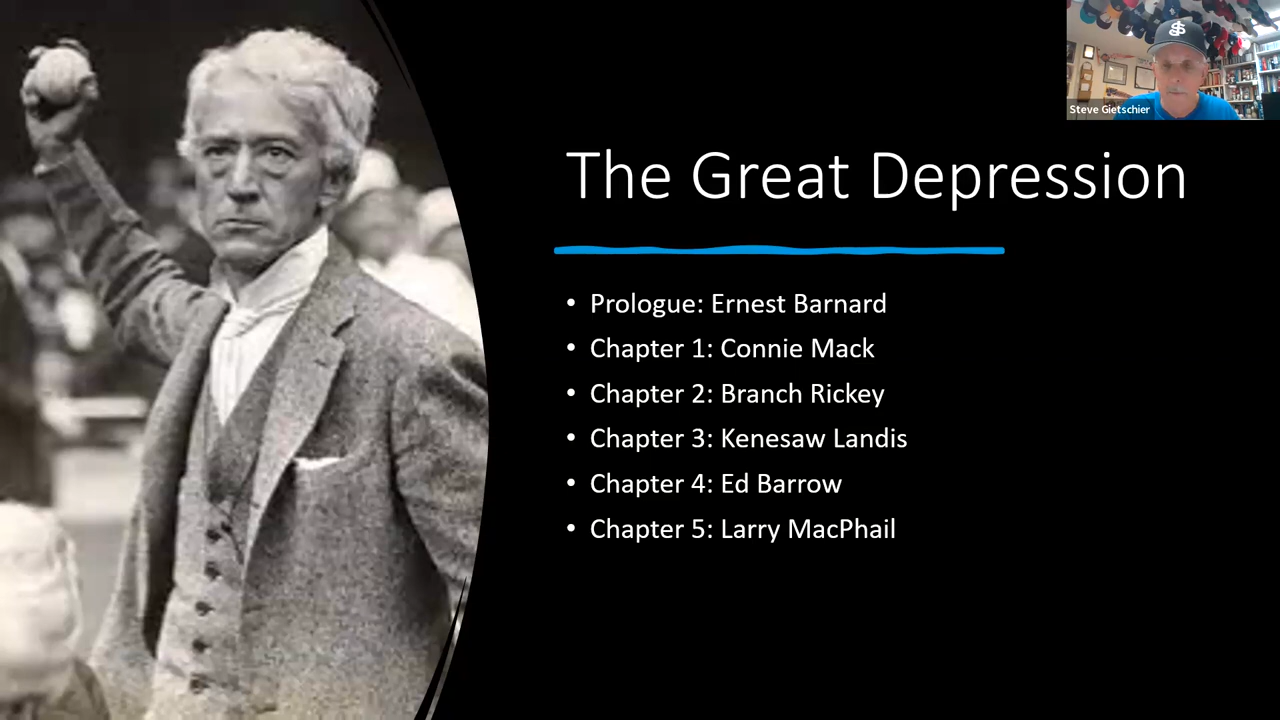 Steve Gietschier
The Great Depression
• Prologue: Ernest Barnard
• Chapter 1: Connie Mack
• Chapter 2: Branch Rickey
• Chapter 3: Kenesaw Landis
• Chapter 4: Ed Barrow
• Chapter 5: Larry MacPhail